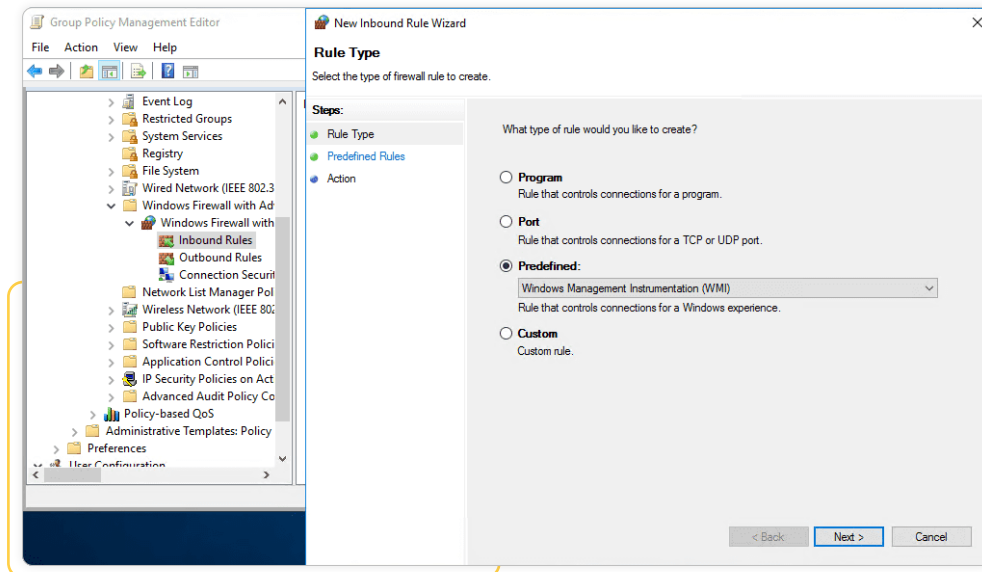 Group Policy Management Editor
File Action View Help
Event Log
Restricted Groups
System Services
Registry
File System
Wired Network (IEEE 802.3
Windows Firewall with Ad
Windows Firewall with
Inbound Rules
Outbound Rules
Connection Securit
Network List Manager Pol
Wireless Network (IEEE 802
Public Key Policies
Software Restriction Polici
Application Control Polici
IP Security Policies on Act
Advanced Audit Policy Co
Policy-based QoS
Administrative Templates: Policy
Preferences
User Configuration
New Inbound Rule Wizard
Rule Type
Select the type of firewall rule to create.
Steps:
Rule Type
Predefined Rules
Action
What type of rule would you like to create?
Program
Rule that controls connections for a program.
Port
Rule that controls connections for a TCP or UDP port.
Predefined:
Windows Management Instrumentation (WMI)
Rule that controls connections for a Windows experience.
Custom
Custom rule.
< Back Next > Cancel